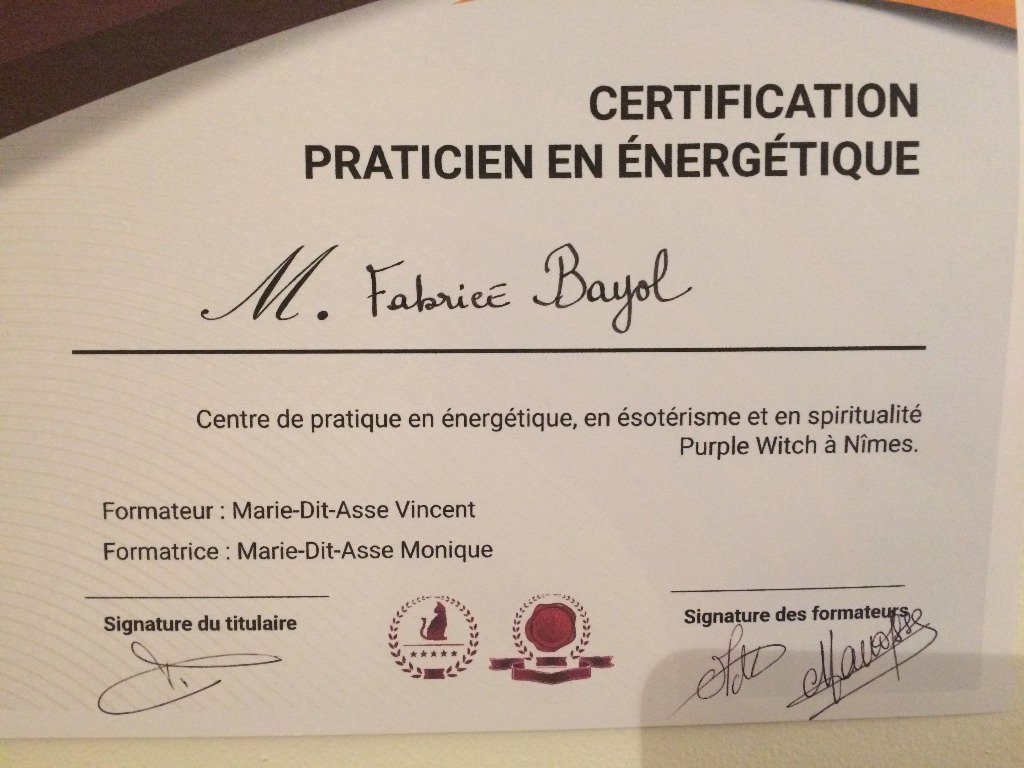 CERTIFICATION
PRATICIEN EN ÉNERGÉTIQUE
M. Fabrice Bayol
Centre de pratique en énergétique, en ésotérisme et en spiritualité
Purple Witch à Nîmes.
Formateur : Marie-Dit-Asse Vincent
Formatrice : Marie-Dit-Asse Monique
Signature du titulaire
Signature des formateurs